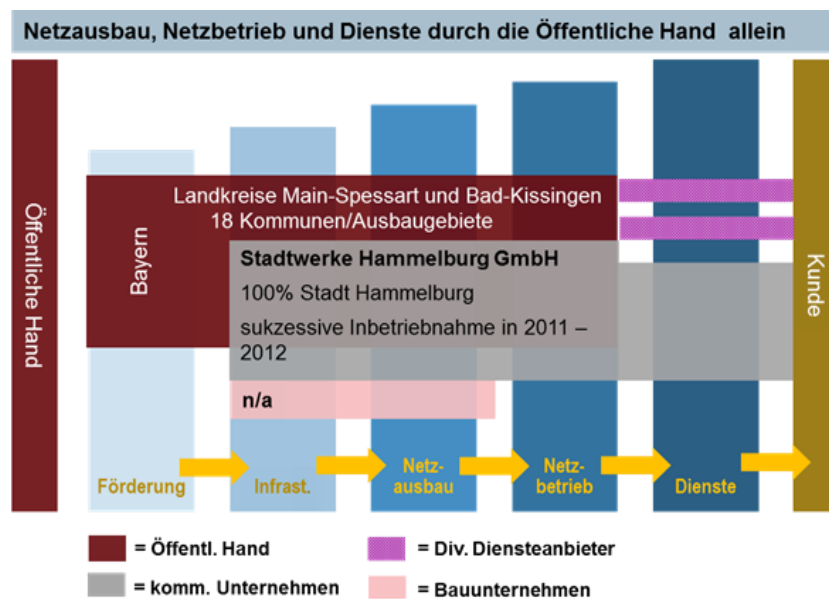 Netzausbau, Netzbetrieb und Dienste durch die Öffentliche Hand allein
Öffentliche Hand
Bayern
Landkreise Main-Spessart und Bad-Kissingen
18 Kommunen/Ausbaugebiete
Stadtwerke Hammelburg GmbH
100% Stadt Hammelburg
sukzessive Inbetriebnahme in 2011 –
2012
n/a
Kunde
Förderung
Infrast.
Netz-
ausbau
Netz-
betrieb
Dienste
= Öffentl. Hand
= Div. Diensteanbieter
= komm. Unternehmen
= Bauunternehmen